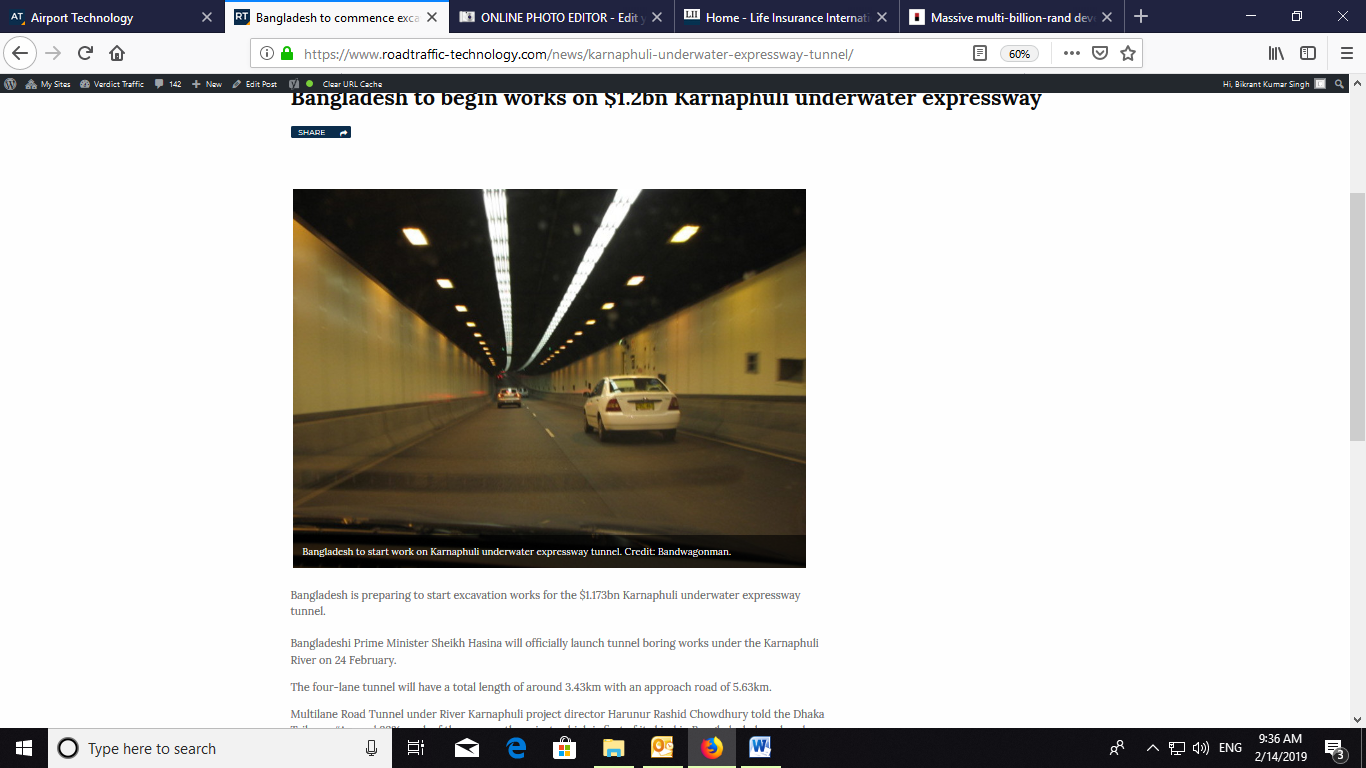 Airport Technology
Bangladesh to commence exca
ONLINE PHOTO EDITOR - Edit y
Home - Life Insurance Internati
Massive multi-billion-rand deve
https://www.roadtraffic-technology.com/news/karnaphuli-underwater-expressway-tunnel/
60%
My Sites
Verdict Traffic
142
+ New
Edit Post
Clear URL Cache
Hi, Bikrant Kumar Singh
Bangladesh to begin works on $1.2bn Karnaphuli underwater expressway
SHARE
Bangladesh to start work on Karnaphuli underwater expressway tunnel. Credit: Bandwagonman.
Bangladesh is preparing to start excavation works for the $1.173bn Karnaphuli underwater expressway
tunnel.
Bangladeshi Prime Minister Sheikh Hasina will officially launch tunnel boring works under the Karnaphuli
River on 24 February.
The four-lane tunnel will have a total length of around 3.43km with an approach road of 5.63km.
Multilane Road Tunnel under River Karnaphuli project director Harunur Rashid Chowdhury told the Dhaka
Type here to search
ENG
9:36 AM
2/14/2019
3